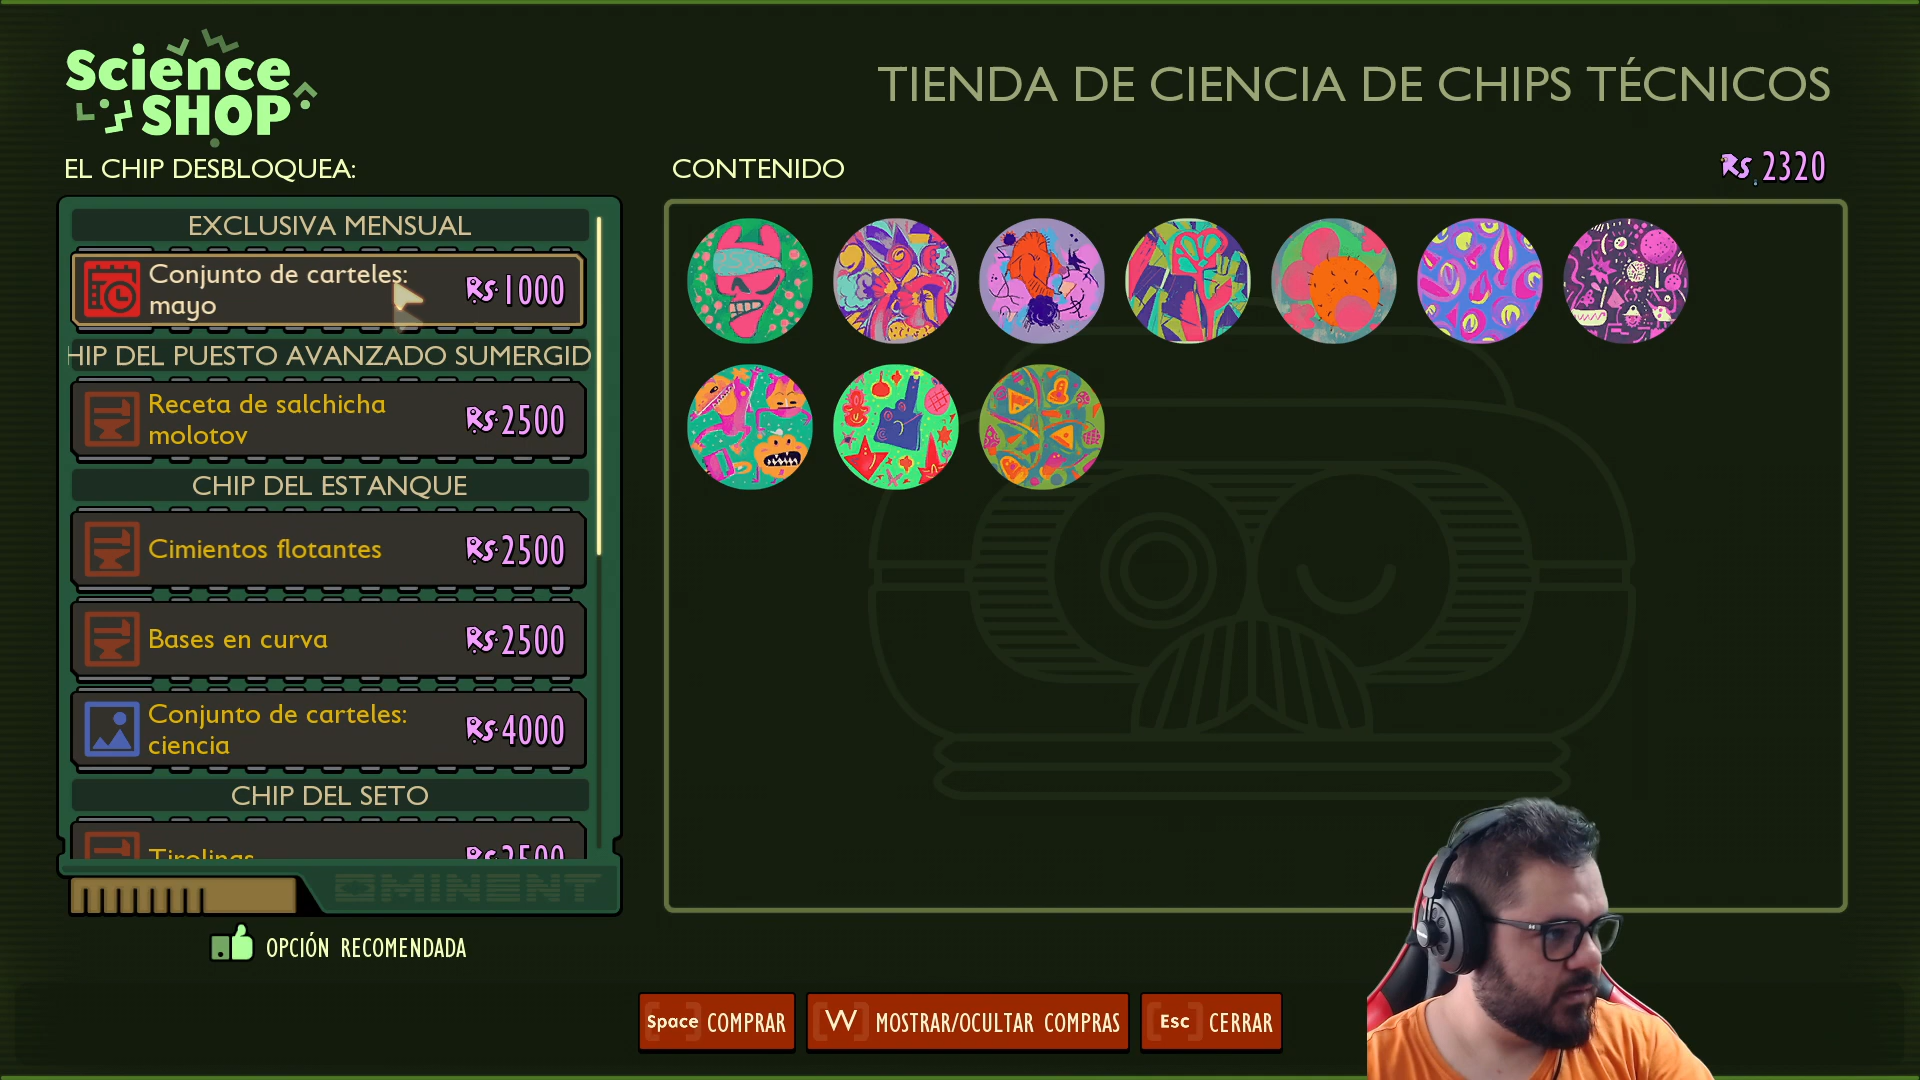 Science
SHOP
TIENDA DE CIENCIA DE CHIPS TÉCNICOS
EL CHIP DESBLOQUEA:
CONTENIDO
Rs. 2320
EXCLUSIVA MENSUAL
Conjunto de carteles:
mayo
Rs. 1000
HIP DEL PUESTO AVANZADO SUMERGID
Receta de salchicha
molotov
Rs. 2500
CHIP DEL ESTANQUE
Cimientos flotantes
Rs. 2500
Bases en curva
Rs. 2500
Conjunto de carteles:
ciencia
Rs. 4000
CHIP DEL SETO
Tirolinas
Rs. 2500
OMINENT
OPCIÓN RECOMENDADA
Space COMPRAR
W MOSTRAR/OCULTAR COMPRAS
Esc CERRAR